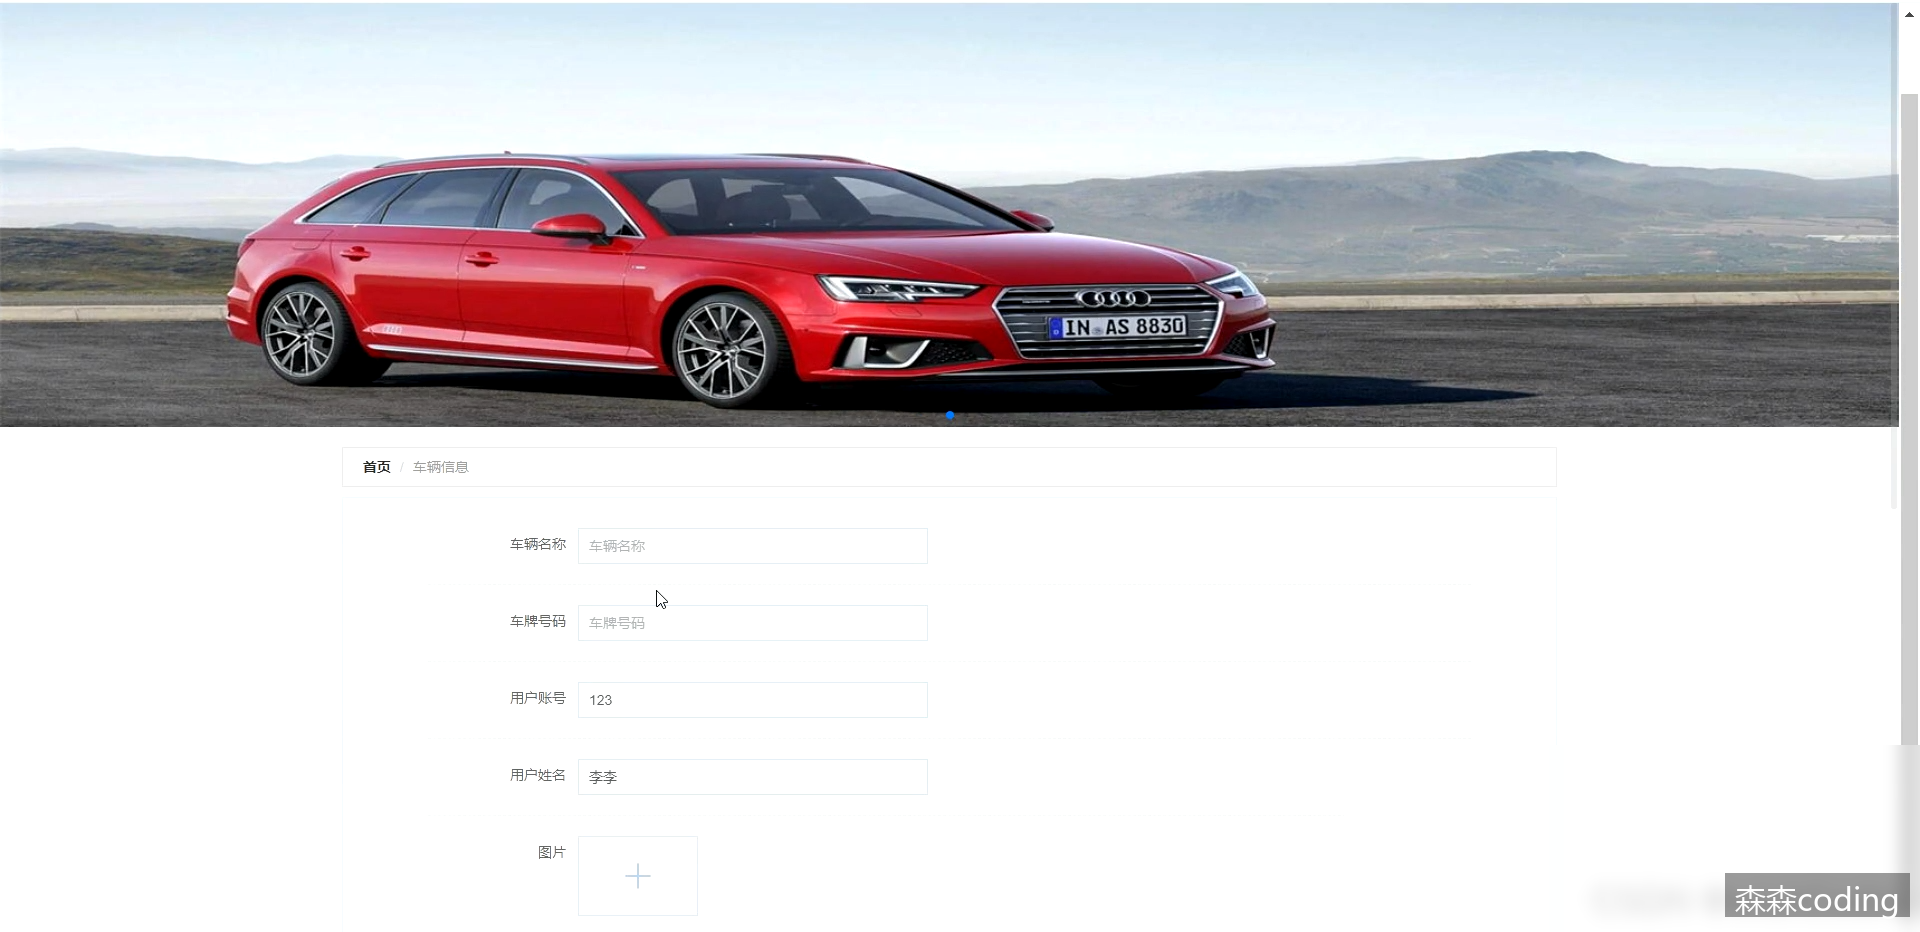 IN AS 8830
首页 / 车辆信息
车辆名称 车辆名称
车牌号码 车牌号码
用户账号 123
用户姓名 李李
图片
森森coding